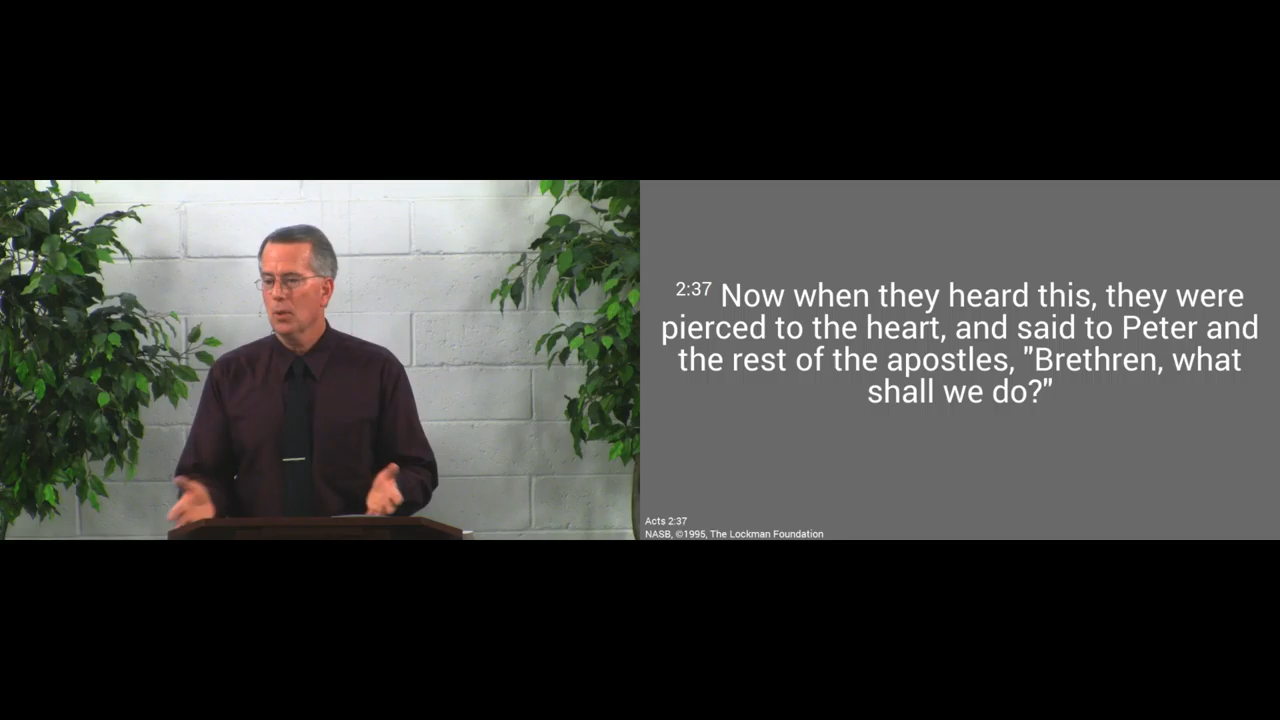 2:37 Now when they heard this, they were
pierced to the heart, and said to Peter and
the rest of the apostles, "Brethren, what
shall we do?"
Acts 2:37
NASB, ©1995, The Lockman Foundation